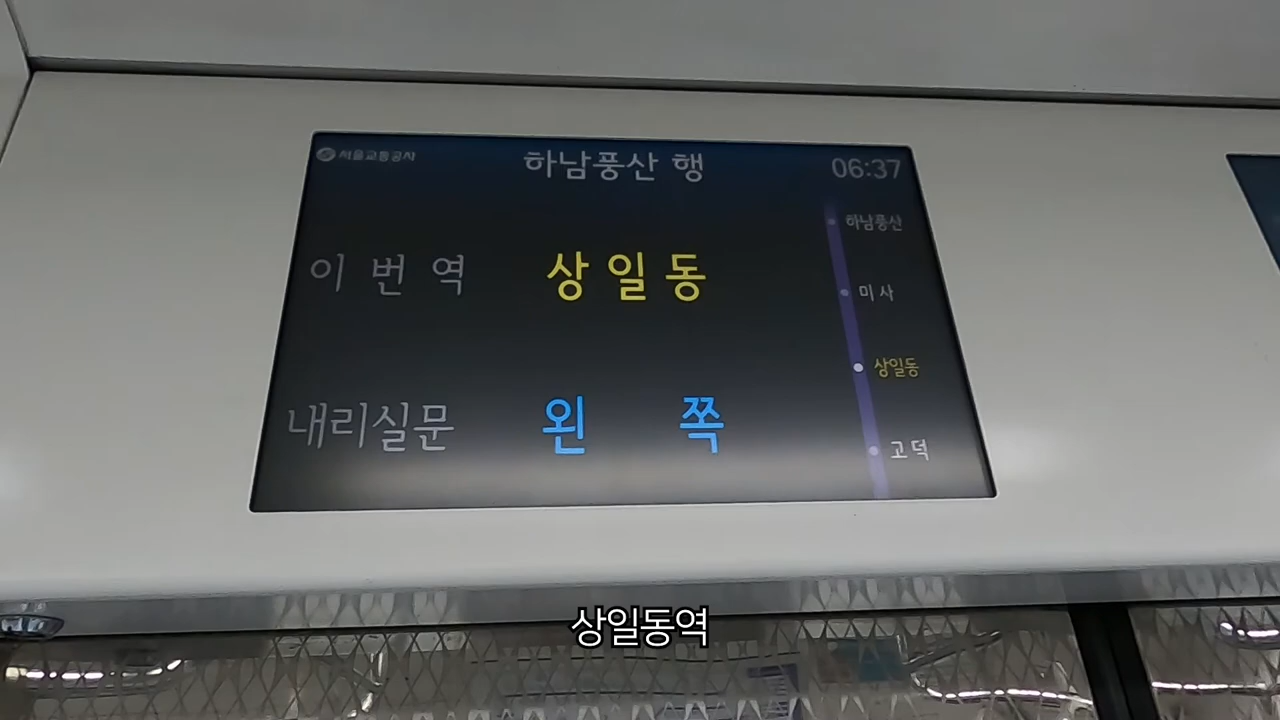 서울교통공사
하남풍산 행
06:37
이번역 상일동
내리실문 왼쪽
하남풍산
미사
상일동
고덕
상일동역